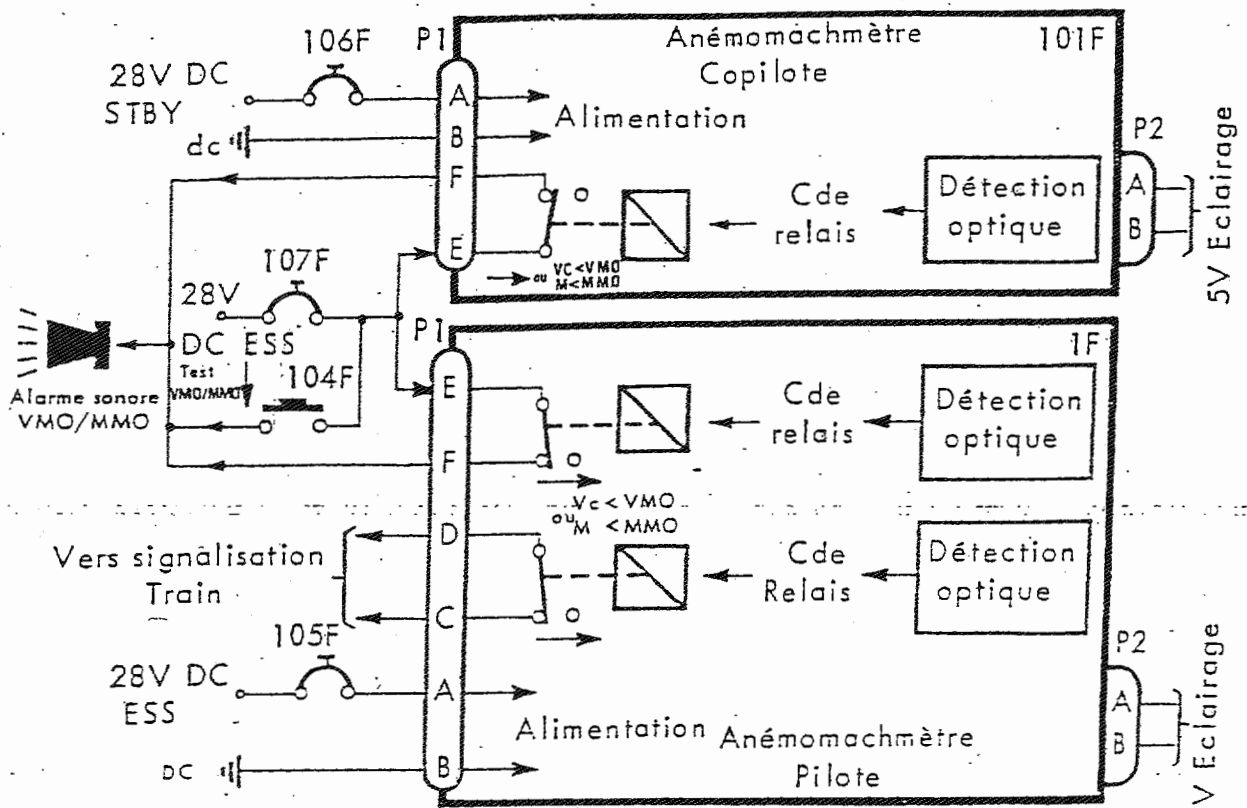 106F
P1
Anémomachmètre
Copilote
101F
28V DC
STBY
A
Alimentation
dc
B
P2
F
Cde
relais
Détection
optique
A
B
5V Eclairage
E
ou VC<VMO
M<MMO
107F
28V
DC ESS
P1
1F
Test
VMO/MMO
104F
Alarme sonore
VMO/MMO
E
Cde
relais
Détection
optique
F
Vc < VMO
ou M < MMO
D
Vers signalisation
Train
Cde
Relais
Détection
optique
C
105F
P2
28V DC
ESS
A
Alimentation
Anémomachmètre
Pilote
A
B
V Eclairage
DC
B